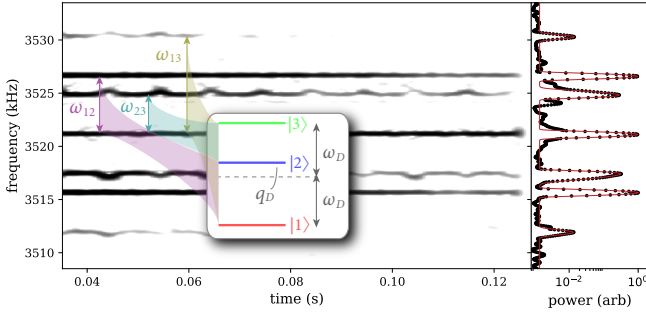 3530
3525
3520
3515
3510
frequency (kHz)
ω13
ω12
ω23
|3⟩
|2⟩
|1⟩
ωD
ωD
qD
0.04
0.06
0.08
0.10
0.12
time (s)
10⁻²
10⁰
power (arb)